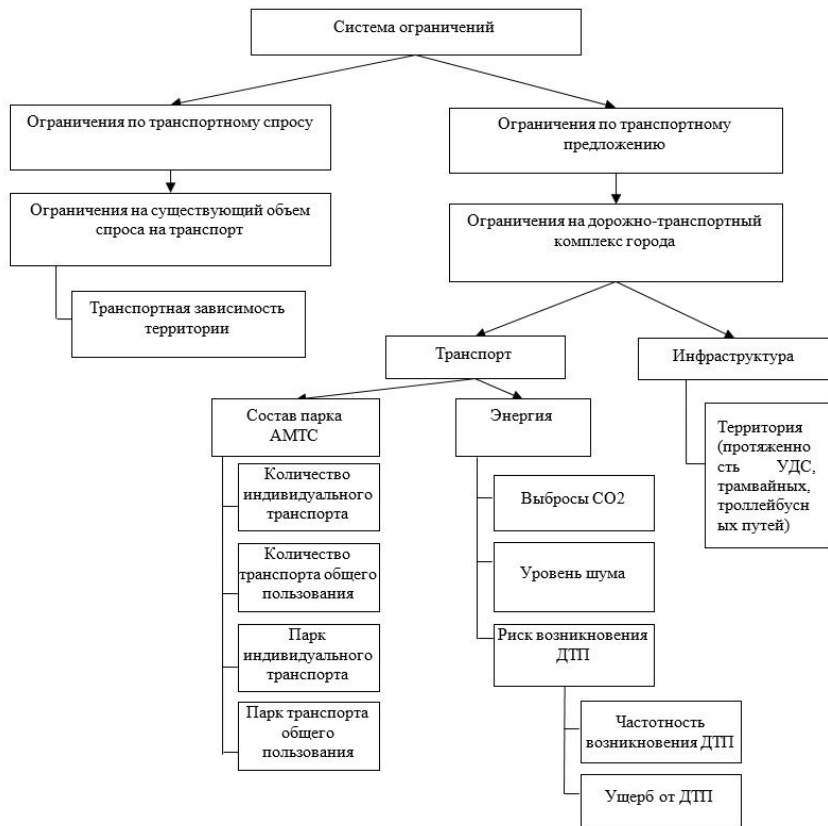 Система ограничений
Ограничения по транспортному спросу
Ограничения по транспортному
предложению
Ограничения на существующий объем
спроса на транспорт
Ограничения на дорожно-транспортный
комплекс города
Транспортная зависимость
территории
Транспорт
Инфраструктура
Состав парка
АМТС
Энергия
Территория
(протяженно
сть УДС,
трамвайных,
троллейбусн
ых путей)
Количество
индивидуального
транспорта
Выбросы СО2
Количество
транспорта общего
пользования
Уровень шума
Парк
индивидуального
транспорта
Риск возникновения
ДТП
Парк транспорта
общего
пользования
Частотность
возникновения ДТП
Ущерб от ДТП